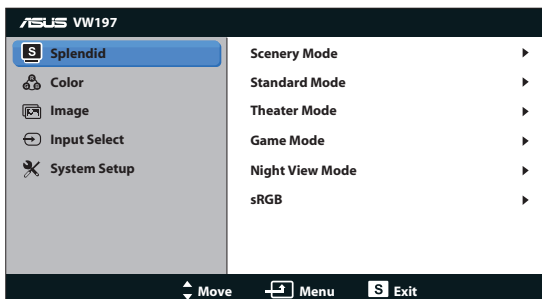 ASUS VW197
S Splendid
Color
Image
Input Select
System Setup
Scenery Mode
Standard Mode
Theater Mode
Game Mode
Night View Mode
sRGB
Move Menu S Exit